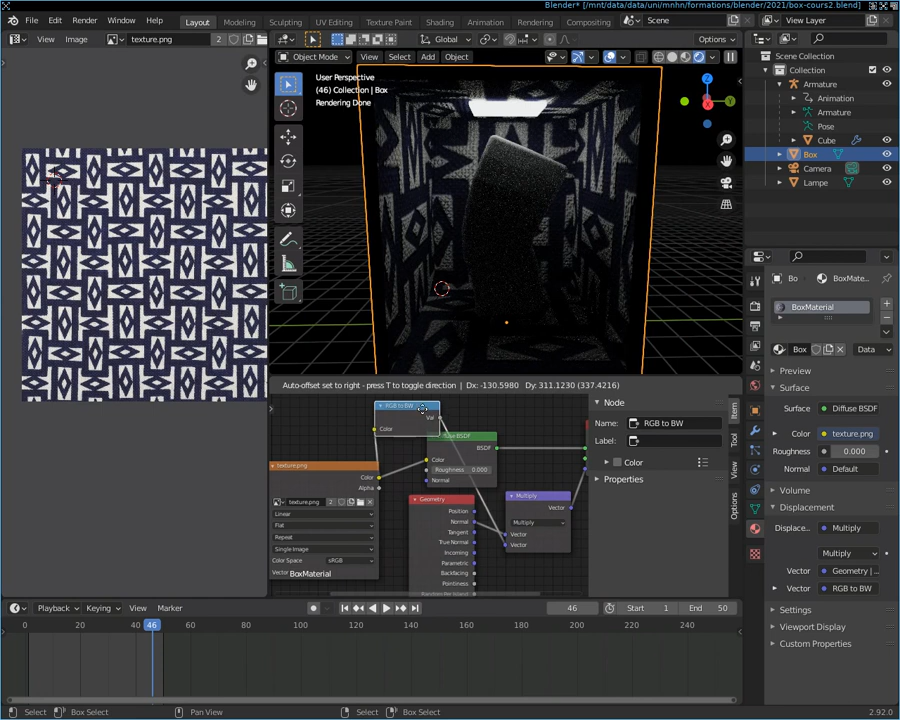 Blender* [/mnt/data/data/uni/mnhn/formations/blender/2021/box-cours2.blend]
File Edit Render Window Help Layout Modeling Sculpting UV Editing Texture Paint Shading Animation Rendering Compositing Scene View Layer
View Image texture.png 2 Global Options
Object Mode View Select Add Object
User Perspective
(46) Collection | Box
Rendering Done
Z
X
Y
Scene Collection
Collection
Armature
Animation
Armature
Pose
Cube
Box
Camera
Lampe
Bo BoxMate...
BoxMaterial
Box Data
Preview
Surface
Surface Diffuse BSDF
Color texture.png
Roughness 0.000
Normal Default
Volume
Displacement
Displace... Multiply
Multiply
Vector Geometry | ...
Vector RGB to BW
Settings
Viewport Display
Custom Properties
Auto-offset set to right - press T to toggle direction | Dx: -130.5980 Dy: 311.1230 (337.4216)
RGB to BW
Val
Color
BSDF
BSDF
Color
Roughness 0.000
Normal
texture.png
Color
Alpha
texture.png 2
Linear
Flat
Repeat
Single Image
Color Space sRGB
Vector
BoxMaterial
Geometry
Position
Normal
Tangent
True Normal
Incoming
Parametric
Backfacing
Pointiness
Multiply
Vector
Multiply
Vector
Vector
Node
Name: RGB to BW
Label:
Color
Properties
Item
Tool
View
Options
Playback Keying View Marker 46 Start 1 End 50
0 20 40 46 60 80 100 120 140 160 180 200 220 240
Select Box Select Pan View Select Box Select 2.92.0